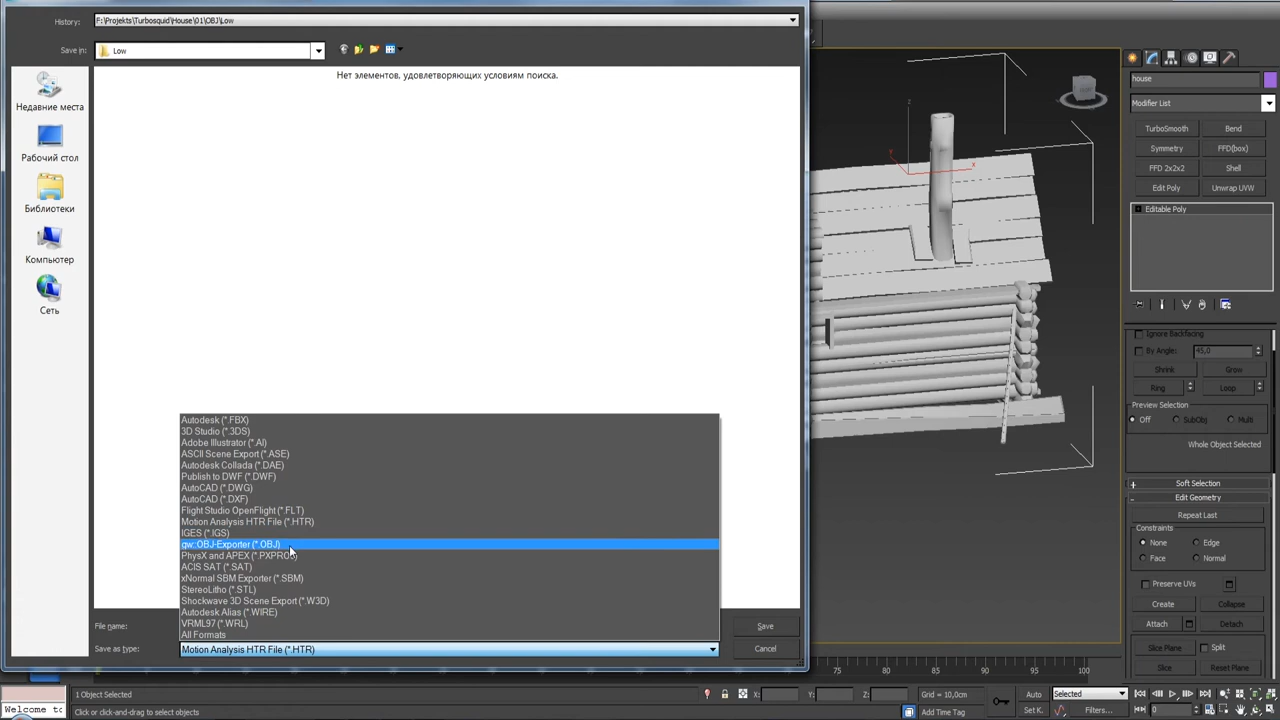 History:
F:\Projekts\Turbosquid\House\01\OBJ\Low
Save in:
Low
Нет элементов, удовлетворяющих условиям поиска.
Недавние места
Рабочий стол
Библиотеки
Компьютер
Сеть
Autodesk (*.FBX)
3D Studio (*.3DS)
Adobe Illustrator (*.AI)
ASCII Scene Export (*.ASE)
Autodesk Collada (*.DAE)
Publish to DWF (*.DWF)
AutoCAD (*.DWG)
AutoCAD (*.DXF)
Flight Studio OpenFlight (*.FLT)
Motion Analysis HTR File (*.HTR)
IGES (*.IGS)
gw::OBJ-Exporter (*.OBJ)
PhysX and APEX (*.PXPROJ)
ACIS SAT (*.SAT)
xNormal SBM Exporter (*.SBM)
StereoLitho (*.STL)
Shockwave 3D Scene Export (*.W3D)
Autodesk Alias (*.WIRE)
VRML97 (*.WRL)
All Formats
File name:
Save
Save as type:
Motion Analysis HTR File (*.HTR)
Cancel
z
x
house
Modifier List
TurboSmooth
Bend
Symmetry
FFD(box)
FFD 2x2x2
Shell
Edit Poly
Unwrap UVW
Editable Poly
Ignore Backfacing
By Angle:
45,0
Shrink
Grow
Ring
Loop
Preview Selection
Off
SubObj
Multi
Whole Object Selected
Soft Selection
Edit Geometry
Repeat Last
Constraints
None
Edge
Face
Normal
Preserve UVs
Create
Collapse
Attach
Detach
Slice Plane
Split
Slice
Reset Plane
65
70
75
80
85
90
95
100
1 Object Selected
X:
Y:
Z:
Grid = 10,0cm
Auto
Selected
Welcome to
Click or click-and-drag to select objects
Add Time Tag
Set K.
Filters...
0